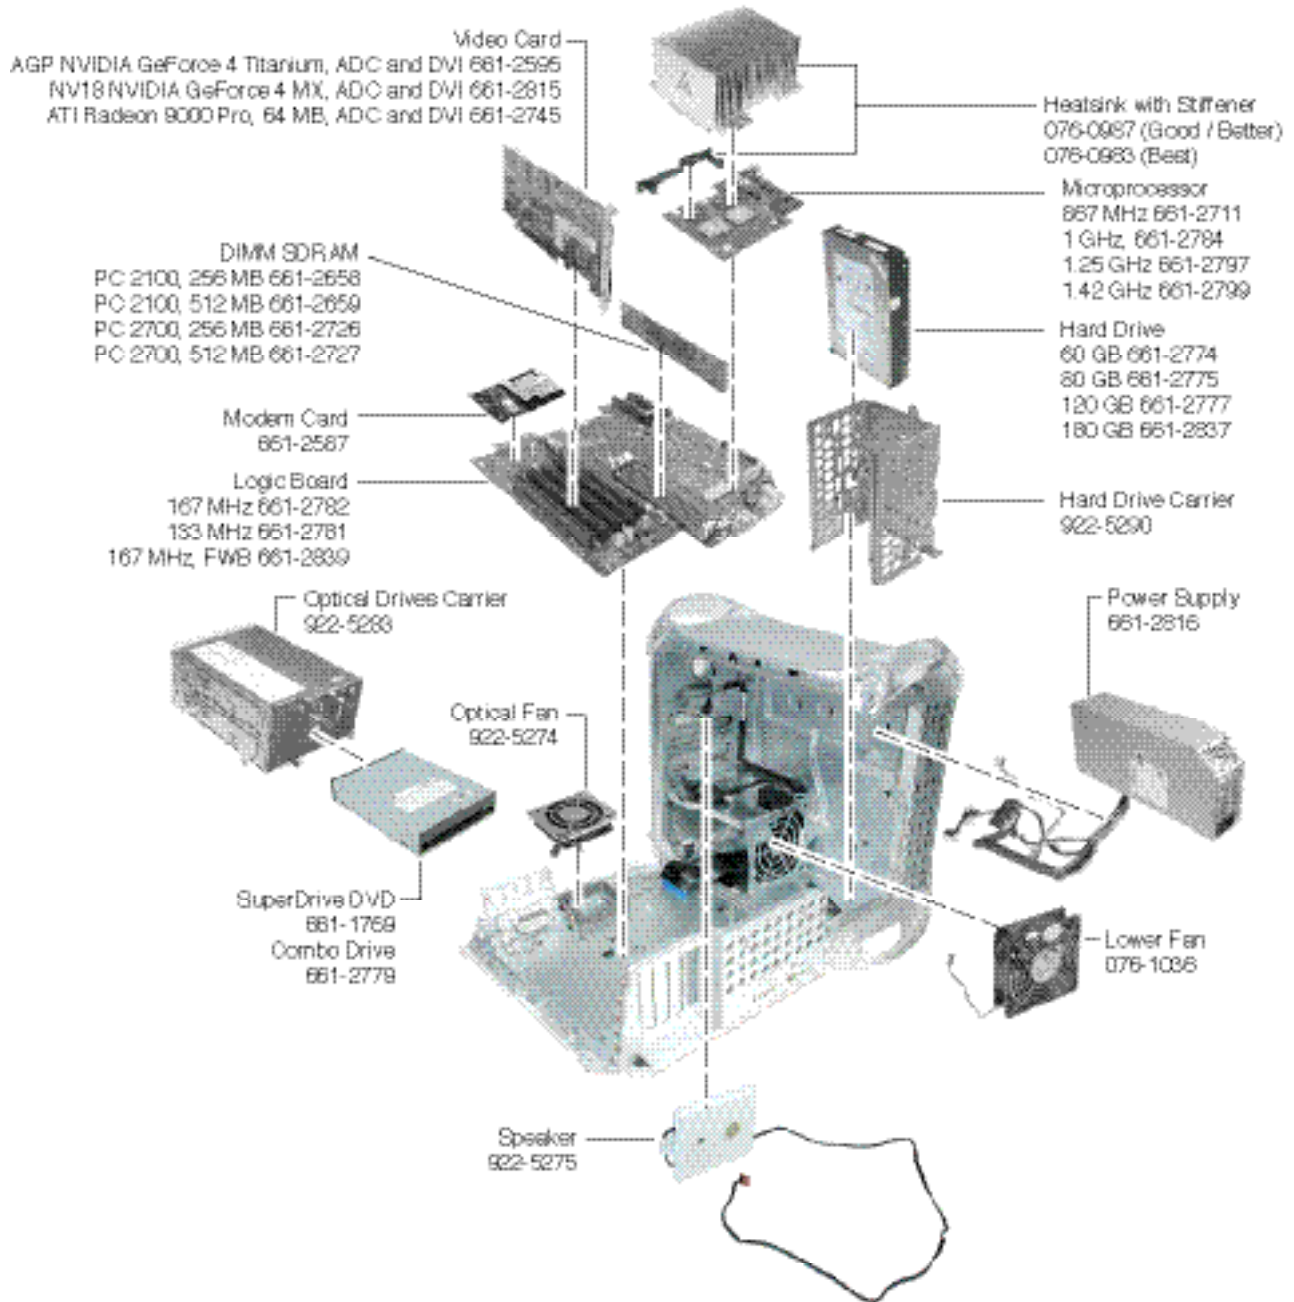 Video Card
AGP NVIDIA GeForce 4 Titanium, ADC and DVI 661-2595
NV18 NVIDIA GeForce 4 MX, ADC and DVI 661-2815
ATI Radeon 9000 Pro, 64 MB, ADC and DVI 661-2745
Heatsink with Stiffener
076-0987 (Good / Better)
076-0983 (Best)
Microprocessor
867 MHz 661-2711
1 GHz, 661-2784
1.25 GHz 661-2797
1.42 GHz 661-2799
DIMM SDRAM
PC 2100, 256 MB 661-2658
PC 2100, 512 MB 661-2659
PC 2700, 256 MB 661-2726
PC 2700, 512 MB 661-2727
Hard Drive
60 GB 661-2774
80 GB 661-2775
120 GB 661-2777
180 GB 661-2837
Modem Card
661-2587
Logic Board
167 MHz 661-2782
133 MHz 661-2781
167 MHz, FWB 661-2839
Hard Drive Carrier
922-5290
Optical Drives Carrier
922-5283
Power Supply
661-2816
Optical Fan
922-5274
SuperDrive DVD
661-1769
Combo Drive
661-2779
Lower Fan
076-1036
Speaker
922-5275